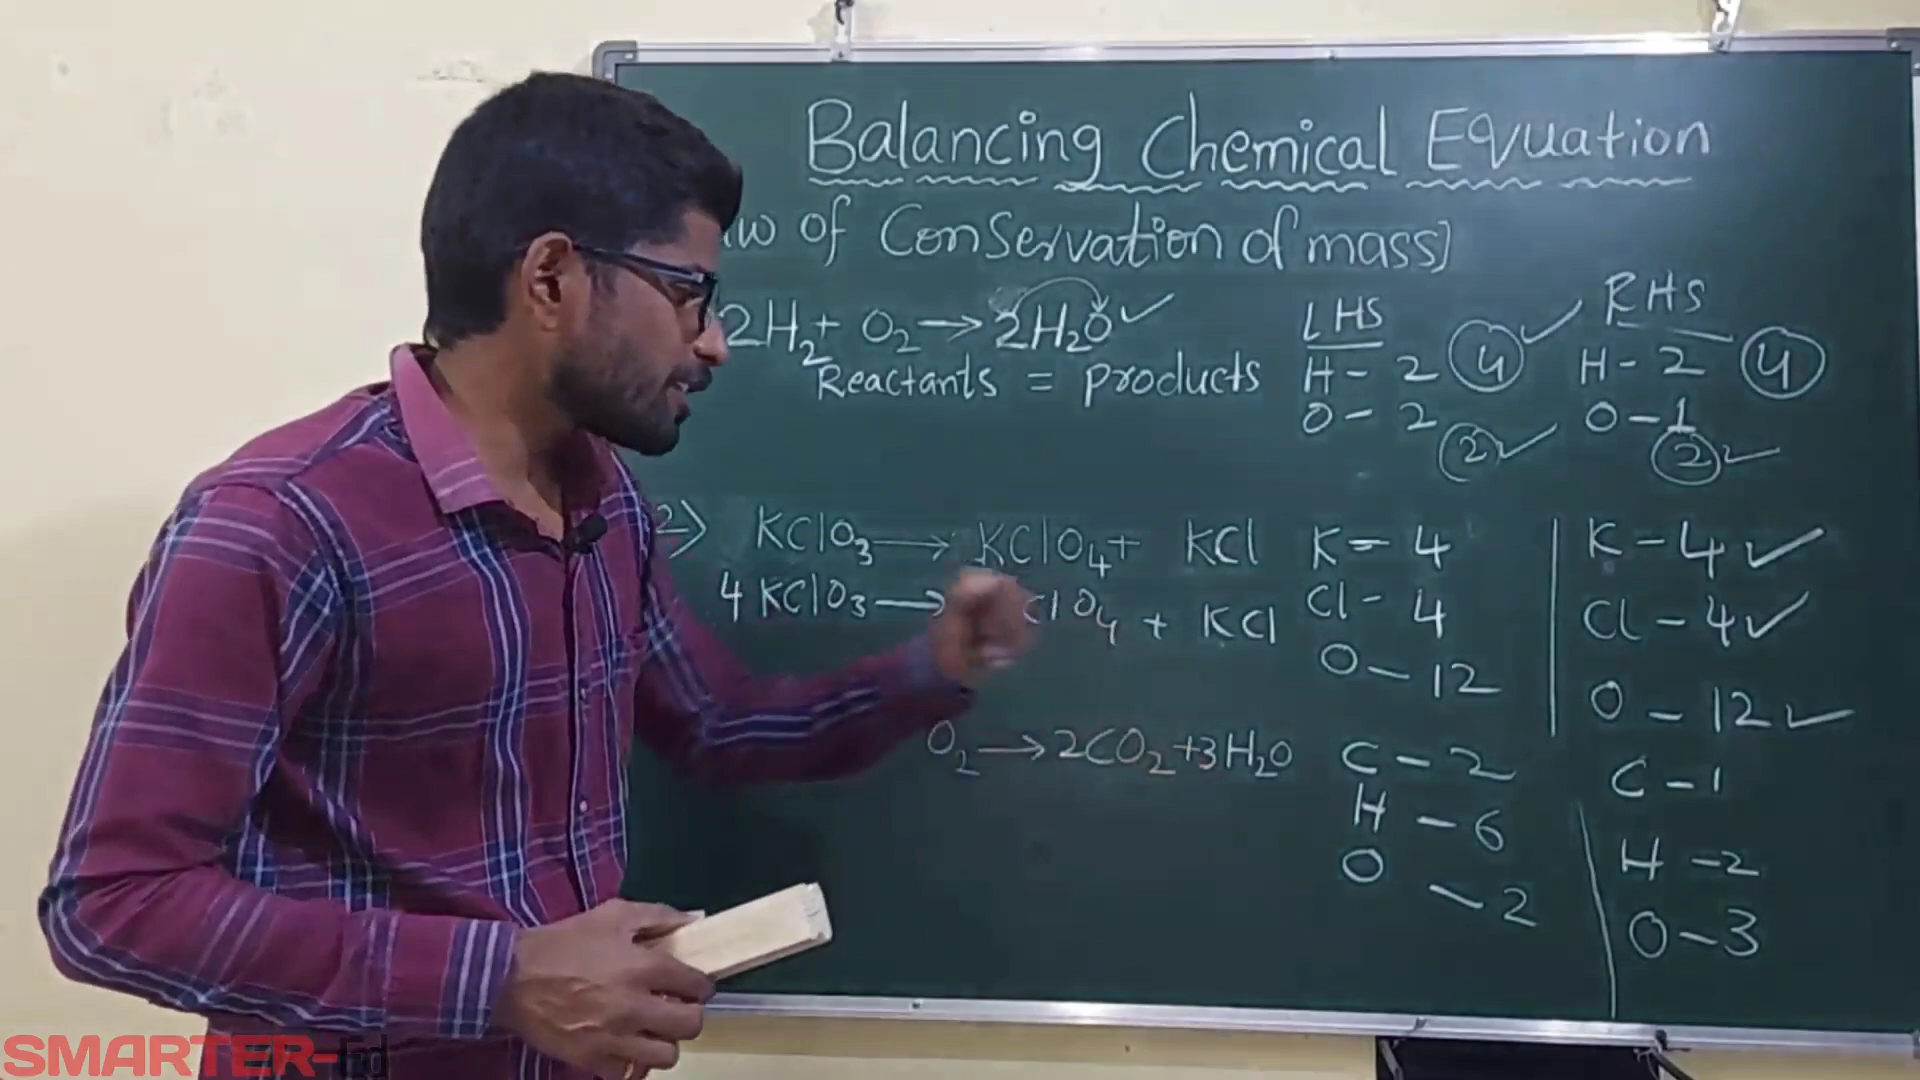 Balancing Chemical Equation
of Conservation of mass)
2H₂+ O₂ → 2H₂O ✓
Reactants = products
LHS
H - 2 ④ ✓
O - 2
② ✓
RHS
H - 2 ④
O - 1
② ✓
2) KClO₃ → KClO₄ + KCl
4 KClO₃ → ClO₄ + KCl
K - 4
Cl - 4
O - 12
K - 4 ✓
Cl - 4 ✓
O - 12 ✓
O₂ → 2CO₂+3H₂O
C - 2
H - 6
O - 2
C - 1
H - 2
O - 3
SMARTER-Ed